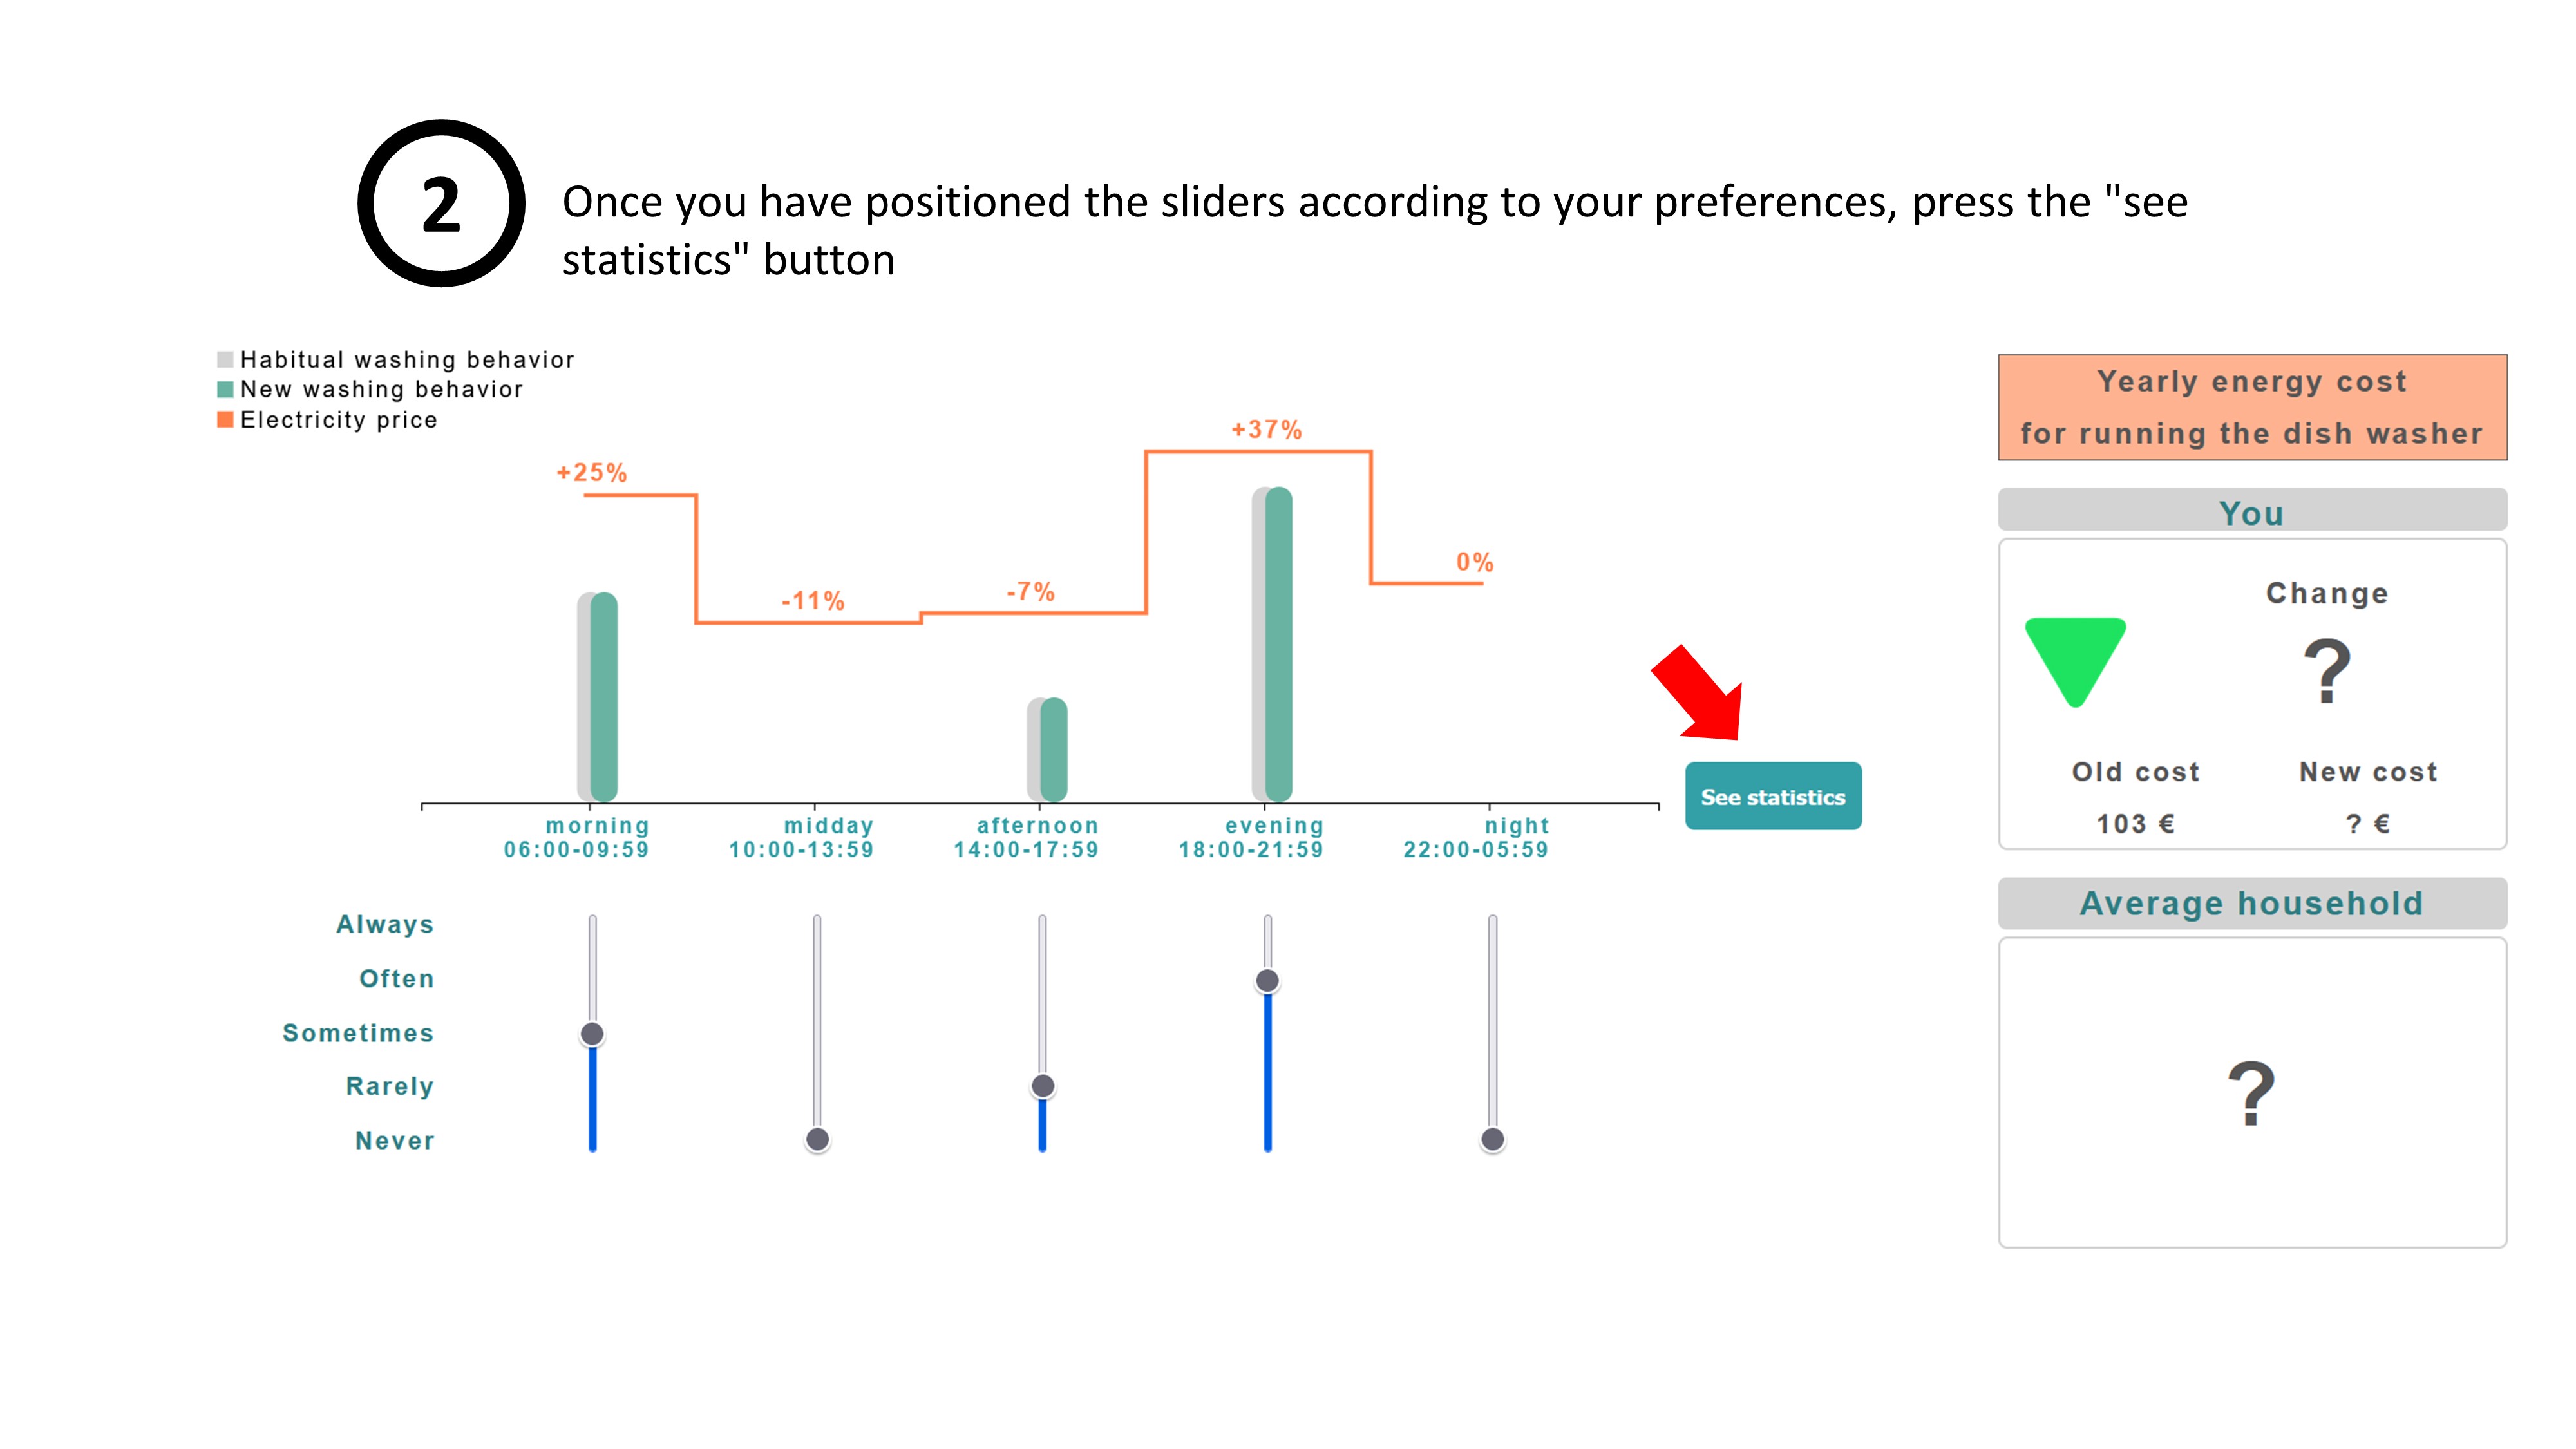 2
Once you have positioned the sliders according to your preferences, press the "see
statistics" button
Habitual washing behavior
New washing behavior
Electricity price
+25%
-11%
-7%
+37%
0%
morning
06:00-09:59
midday
10:00-13:59
afternoon
14:00-17:59
evening
18:00-21:59
night
22:00-05:59
See statistics
Always
Often
Sometimes
Rarely
Never
Yearly energy cost
for running the dish washer
You
Change
?
Old cost
103 €
New cost
? €
Average household
?